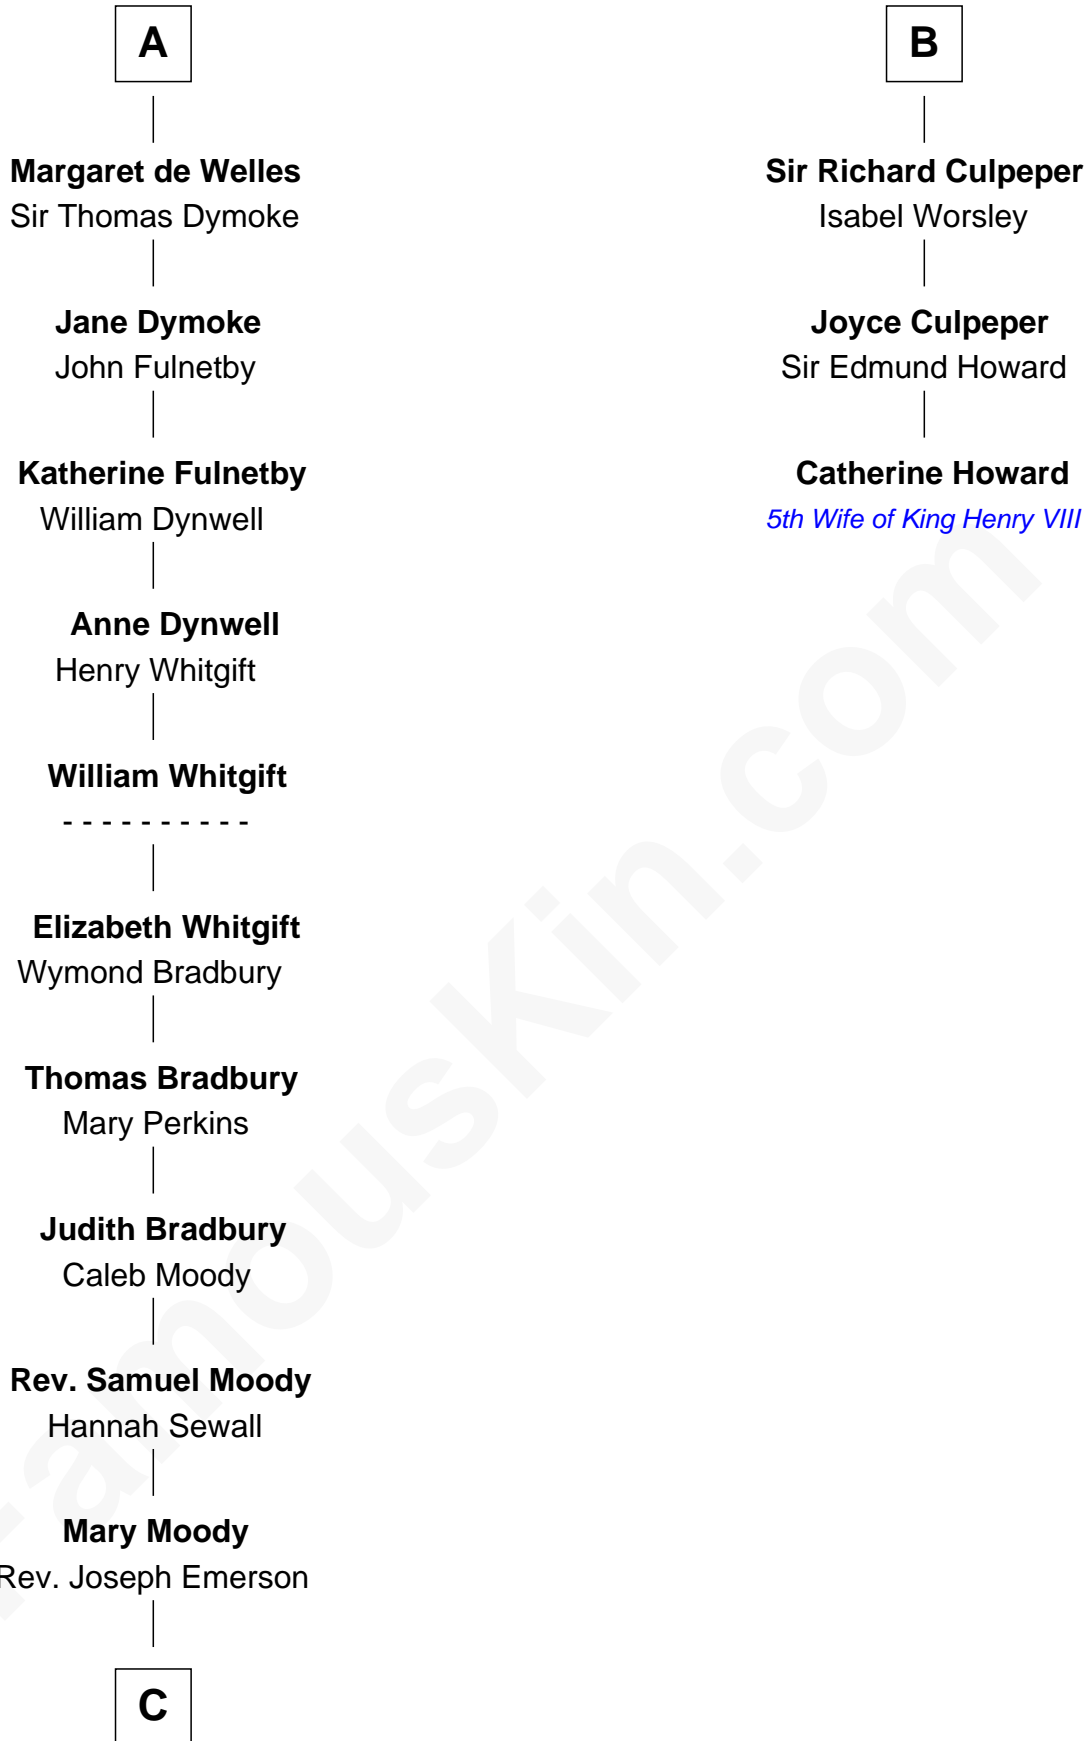 A
Margaret de Welles
Sir Thomas Dymoke
Jane Dymoke
John Fulnetby
Katherine Fulnetby
William Dynwell
Anne Dynwell
Henry Whitgift
William Whitgift
- - - - - - - - - -
Elizabeth Whitgift
Wymond Bradbury
Thomas Bradbury
Mary Perkins
Judith Bradbury
Caleb Moody
Rev. Samuel Moody
Hannah Sewall
Mary Moody
Rev. Joseph Emerson
C
B
Sir Richard Culpeper
Isabel Worsley
Joyce Culpeper
Sir Edmund Howard
Catherine Howard
5th Wife of King Henry VIII
FamousKin.com